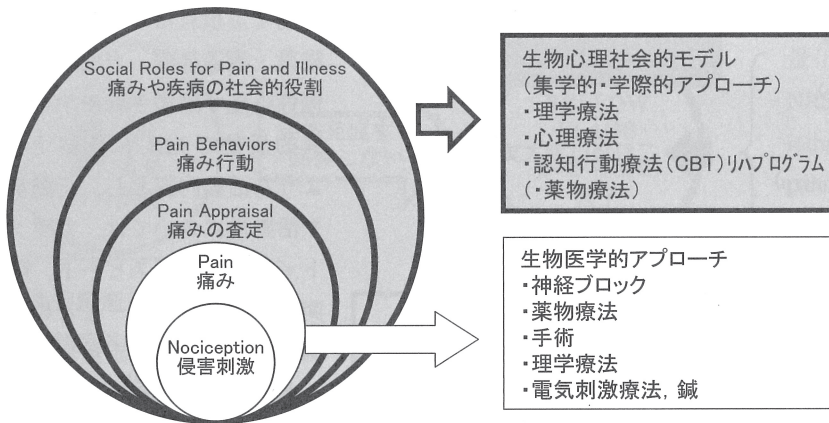 Social Roles for Pain and Illness
痛みや疾病の社会的役割
Pain Behaviors
痛み行動
Pain Appraisal
痛みの査定
Pain
痛み
Nociception
侵害刺激
生物心理社会的モデル
(集学的・学際的アプローチ)
・理学療法
・心理療法
・認知行動療法(CBT)リハプログラム
(・薬物療法)
生物医学的アプローチ
・神経ブロック
・薬物療法
・手術
・理学療法
・電気刺激療法, 鍼